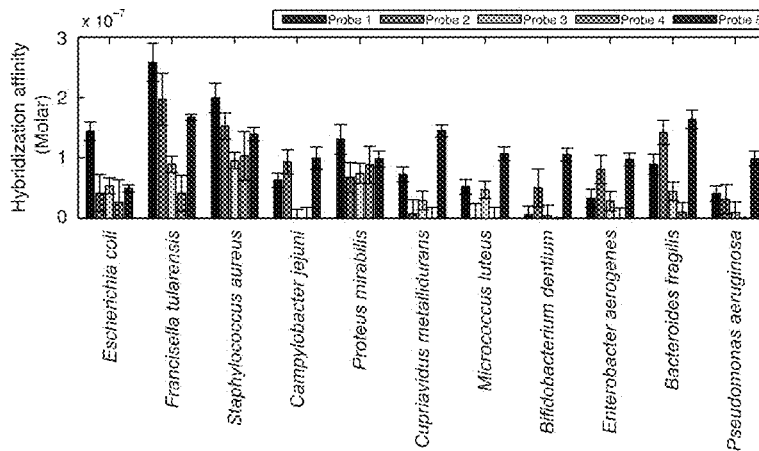 x 10⁻⁷
Probe 1 Probe 2 Probe 3 Probe 4 Probe 5
Hybridization affinity
(Molar)
3
2
1
0
Escherichia coli
Francisella tularensis
Staphylococcus aureus
Campylobacter jejuni
Proteus mirabilis
Cupriavidus metallidurans
Micrococcus luteus
Bifidobacterium dentium
Enterobacter aerogenes
Bacteroides fragilis
Pseudomonas aeruginosa